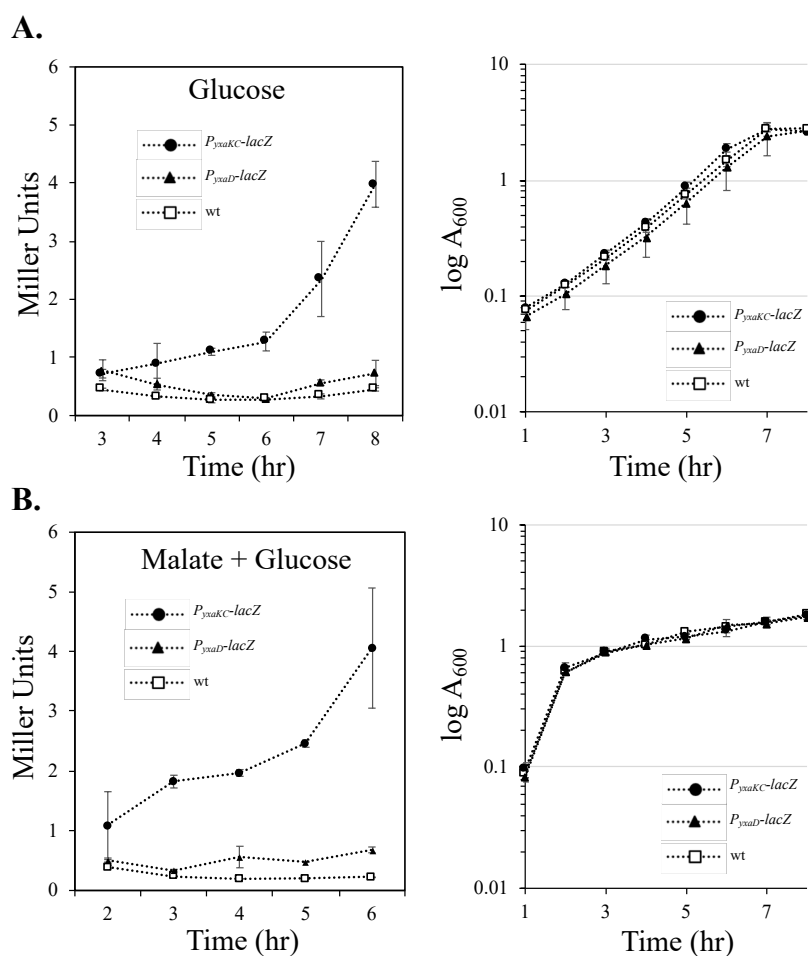 A.
Glucose
Miller Units
6
5
4
3
2
1
0
PyxaKC-lacZ
PyxaD-lacZ
wt
3 4 5 6 7 8
Time (hr)
log A600
10
1
0.1
0.01
PyxaKC-lacZ
PyxaD-lacZ
wt
1 3 5 7
Time (hr)
B.
Malate + Glucose
Miller Units
6
5
4
3
2
1
0
PyxaKC-lacZ
PyxaD-lacZ
wt
2 3 4 5 6
Time (hr)
log A600
10
1
0.1
0.01
PyxaKC-lacZ
PyxaD-lacZ
wt
1 3 5 7
Time (hr)